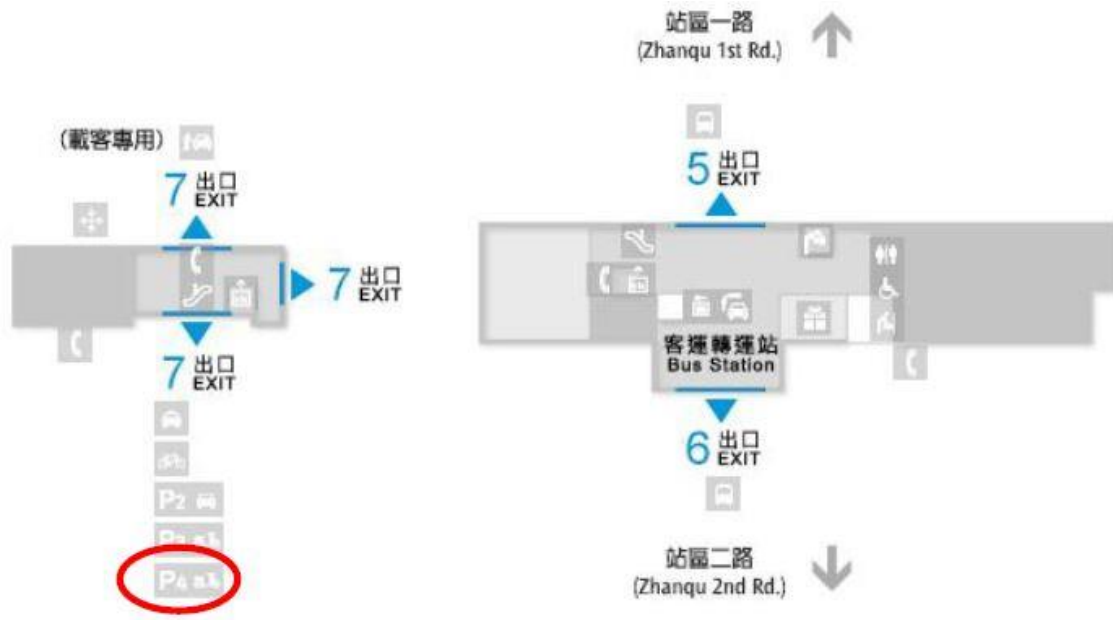 站區一路
(Zhanqu 1st Rd.)
(載客專用)
7 出口
EXIT
5 出口
EXIT
7 出口
EXIT
客運轉運站
Bus Station
7 出口
EXIT
6 出口
EXIT
P2
P3
P4
站區二路
(Zhanqu 2nd Rd.)